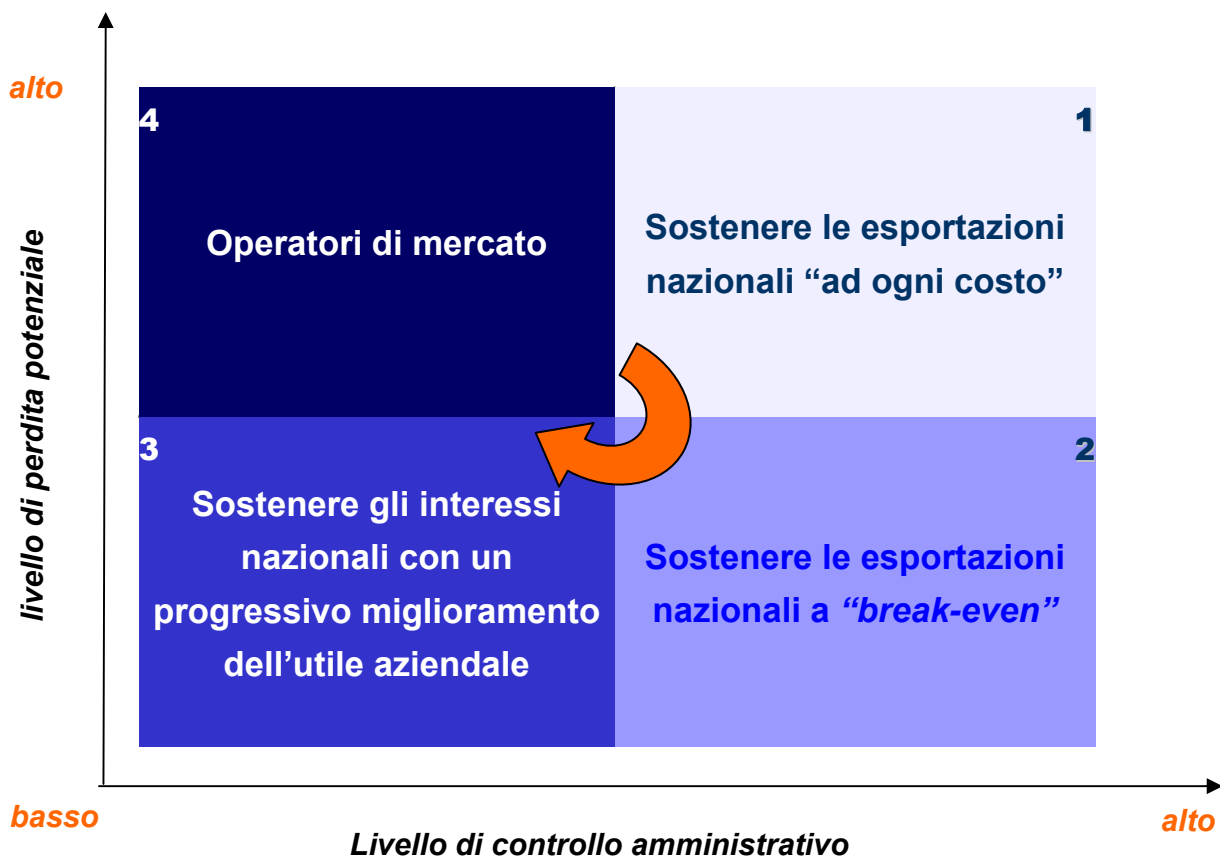 alto
livello di perdita potenziale
4
Operatori di mercato
1
Sostenere le esportazioni
nazionali “ad ogni costo”
3
Sostenere gli interessi
nazionali con un
progressivo miglioramento
dell’utile aziendale
2
Sostenere le esportazioni
nazionali a “break-even”
basso
alto
Livello di controllo amministrativo